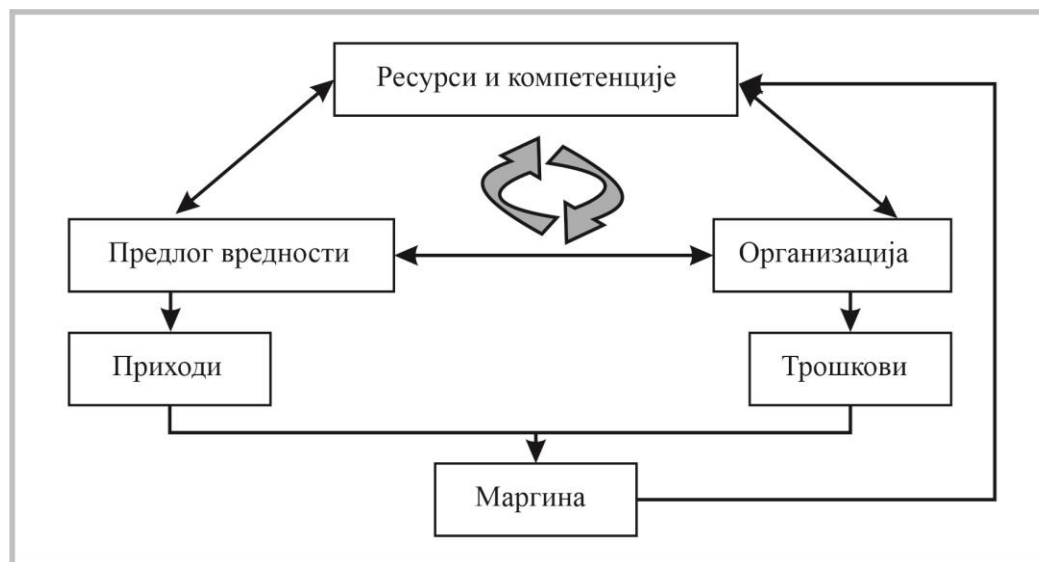 Ресурси и компетенције
Предлог вредности
Организација
Приходи
Трошкови
Маргина